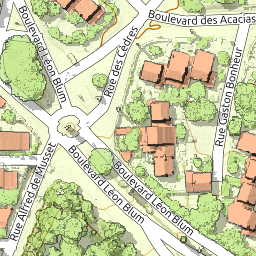 Boulevard des Acacias
Boulevard Léon Blum
Rue des Cèdres
Rue Gaston Bonheur
Rue Alfred de Musset
Boulevard Léon Blum
Boulevard Léon Blum